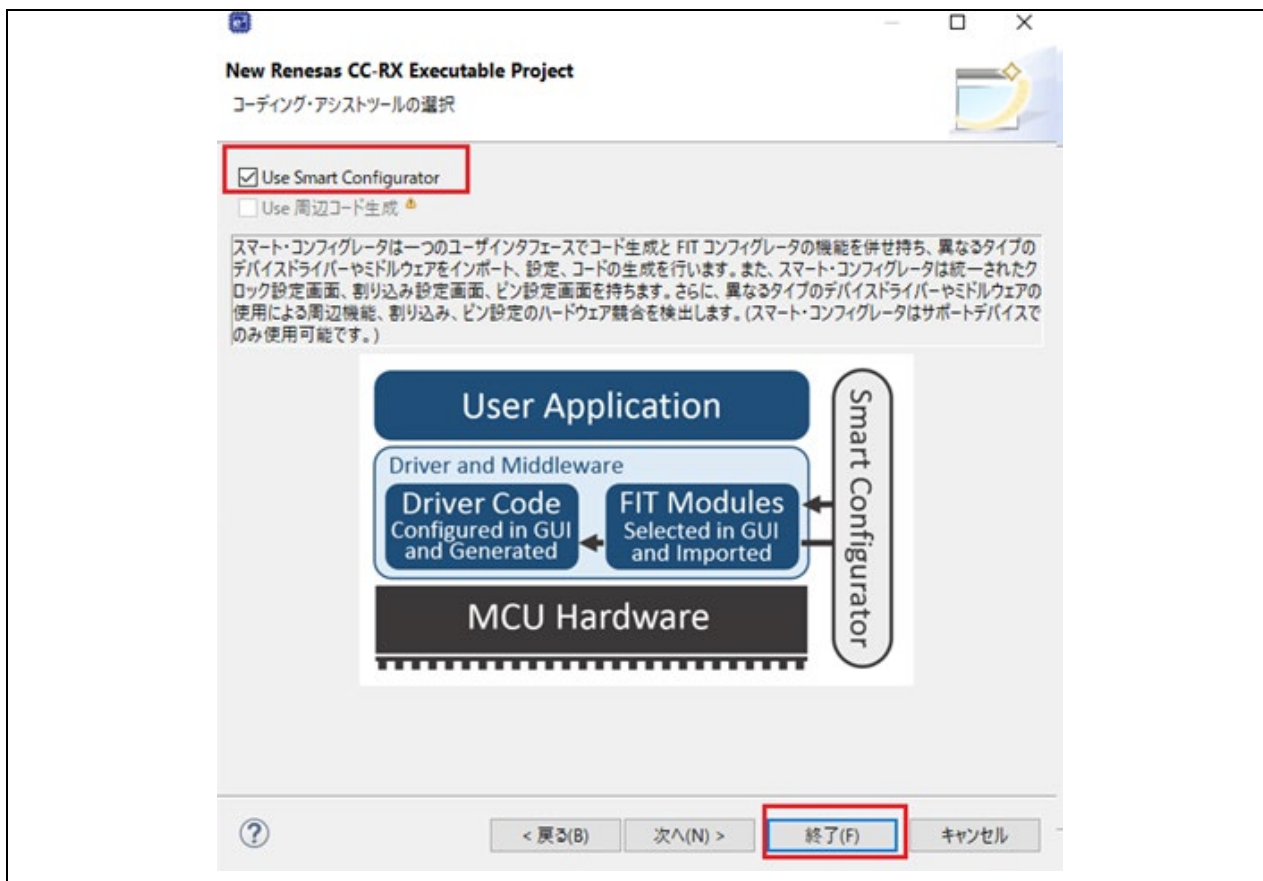 New Renesas CC-RX Executable Project
コーディング・アシストツールの選択
Use Smart Configurator
Use 周辺コード生成
スマート・コンフィグレータは一つのユーザインタフェースでコード生成と FIT コンフィグレータの機能を併せ持ち、異なるタイプの
デバイスドライバーやミドルウェアをインポート、設定、コードの生成を行います。また、スマート・コンフィグレータは統一されたク
ロック設定画面、割り込み設定画面、ピン設定画面を持ちます。さらに、異なるタイプのデバイスドライバーやミドルウェアの
使用による周辺機能、割り込み、ピン設定のハードウェア競合を検出します。(スマート・コンフィグレータはサポートデバイスで
のみ使用可能です。)
User Application
Driver and Middleware
Driver Code
Configured in GUI
and Generated
FIT Modules
Selected in GUI
and Imported
MCU Hardware
Smart Configurator
?
< 戻る(B)
次へ(N) >
終了(F)
キャンセル